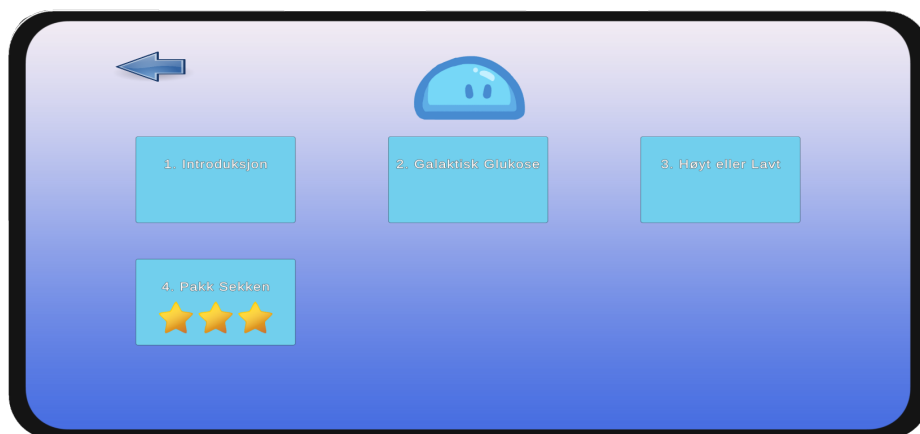 1. Introduksjon
2. Galaktisk Glukose
3. Høyt eller Lavt
4. Pakk Sekken